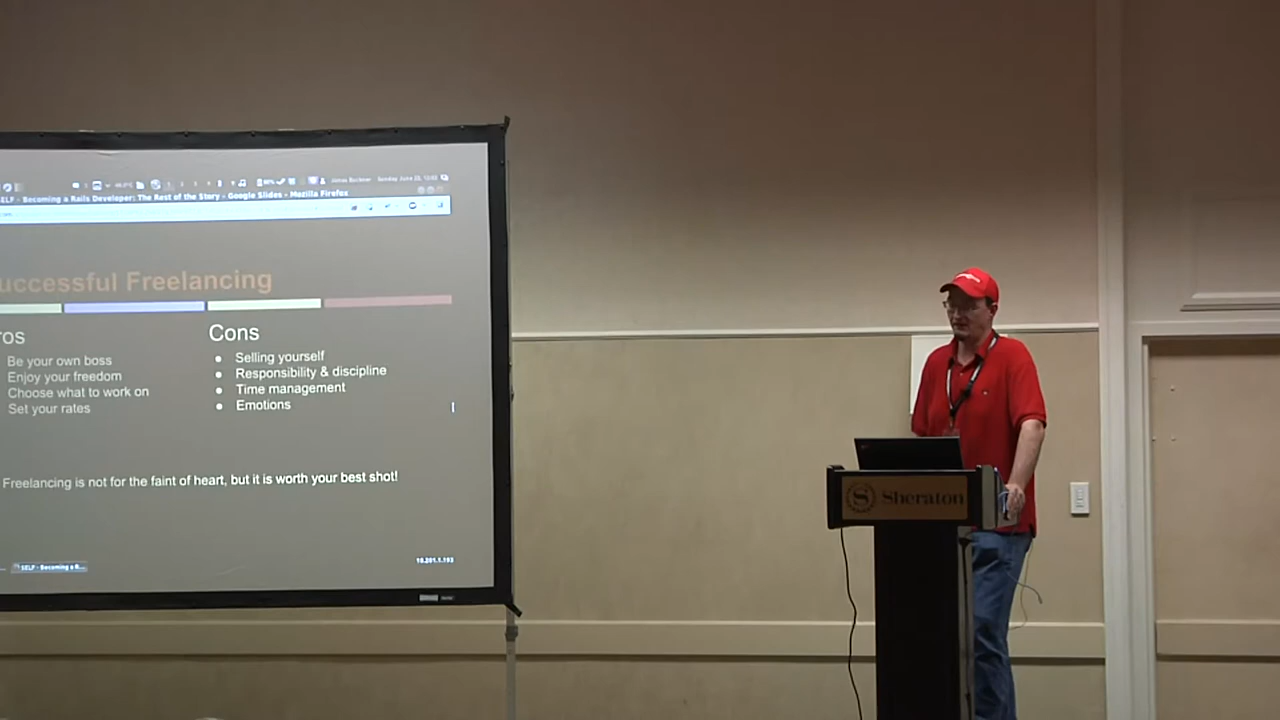 SELF - Becoming a Rails Developer: The Rest of the Story - Google Slides - Mozilla Firefox
uccessful Freelancing
ros
Be your own boss
Enjoy your freedom
Choose what to work on
Set your rates
Cons
Selling yourself
Responsibility & discipline
Time management
Emotions
Freelancing is not for the faint of heart, but it is worth your best shot!
SELF - Becoming a R...
S
Sheraton